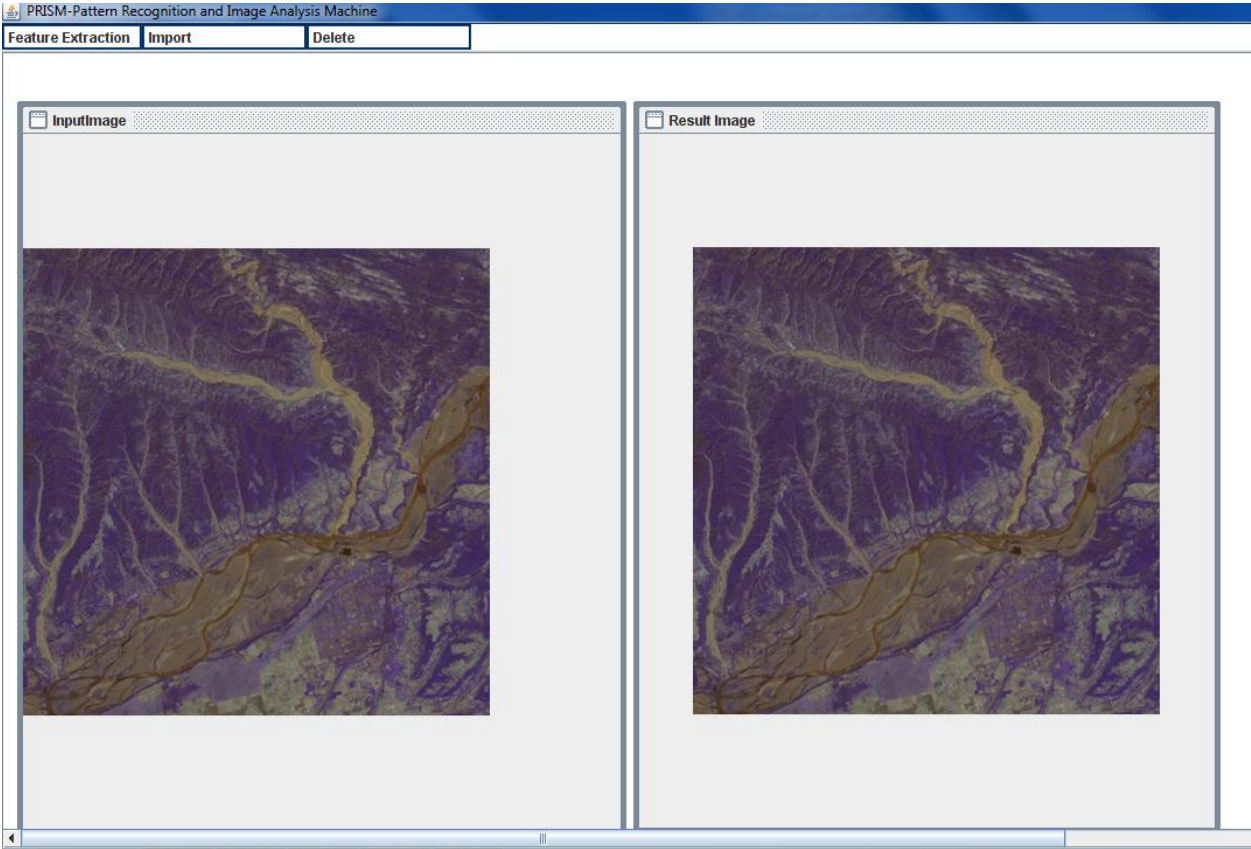 PRISM-Pattern Recognition and Image Analysis Machine
Feature Extraction Import Delete
InputImage
Result Image